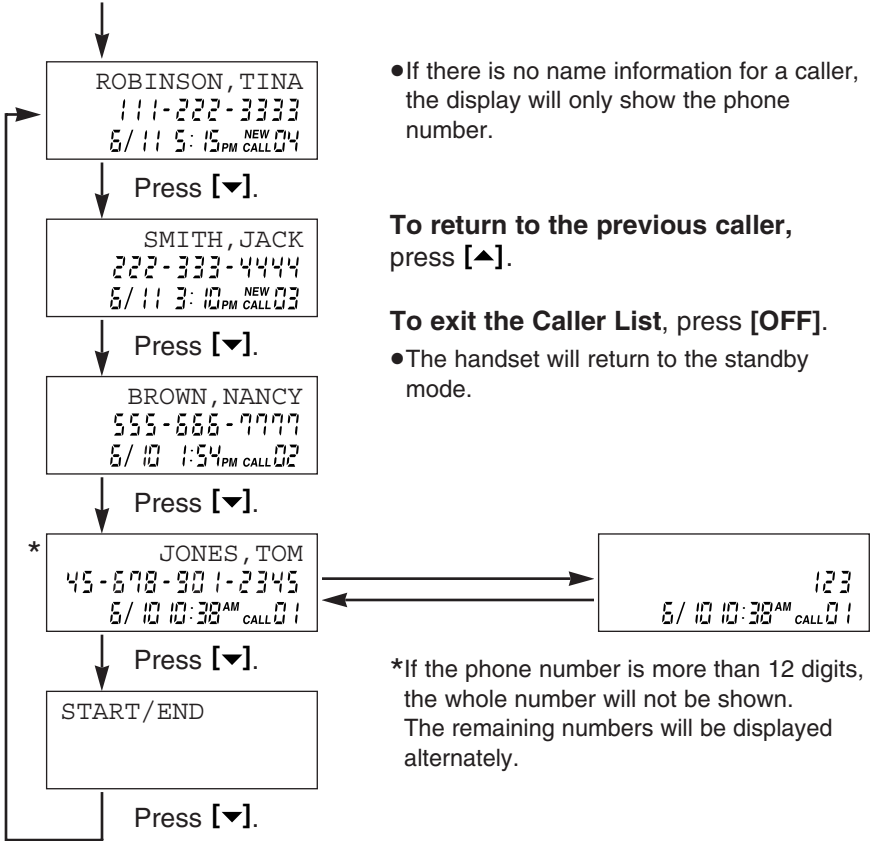 ROBINSON,TINA
111-222-3333
6/11 5:15PM NEW CALL 04
Press [▼].
SMITH,JACK
222-333-4444
6/11 3:10PM NEW CALL 03
Press [▼].
BROWN,NANCY
555-666-7777
6/10 1:54PM CALL 02
Press [▼].
*
JONES,TOM
45-678-901-2345
6/10 10:38AM CALL 01
Press [▼].
START/END
Press [▼].
●If there is no name information for a caller,
the display will only show the phone
number.
To return to the previous caller,
press [▲].
To exit the Caller List, press [OFF].
●The handset will return to the standby
mode.
123
6/10 10:38AM CALL 01
*If the phone number is more than 12 digits,
the whole number will not be shown.
The remaining numbers will be displayed
alternately.